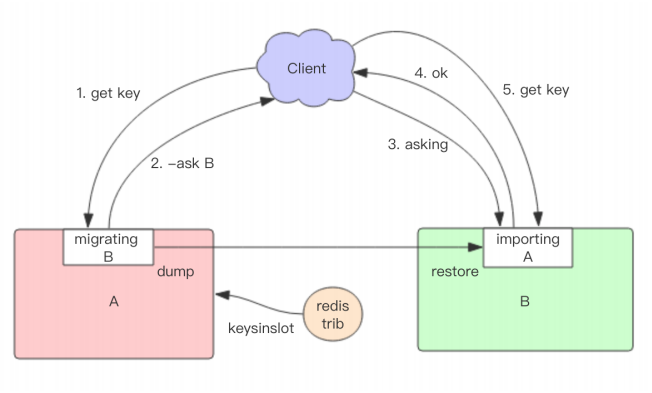 Client
1. get key
4. ok
5. get key
3. asking
2. –ask B
migrating
B
importing
A
dump
restore
A
B
redis
trib
keysinslot